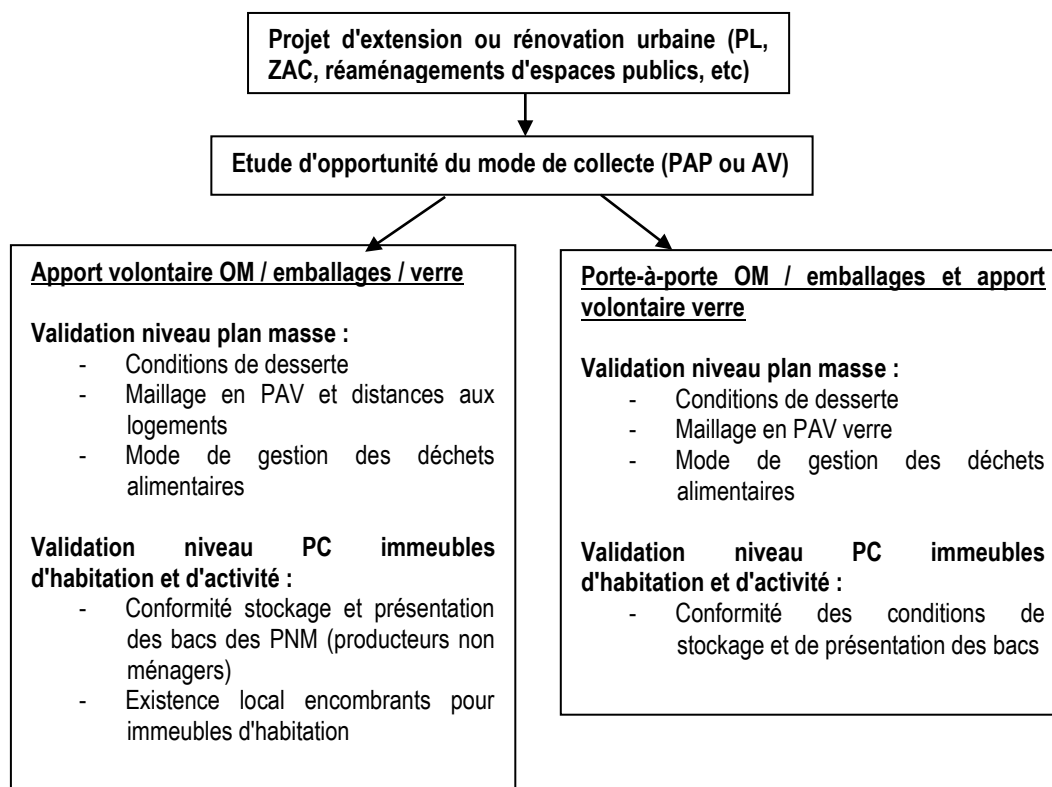 Projet d'extension ou rénovation urbaine (PL,
ZAC, réaménagements d'espaces publics, etc)
Etude d'opportunité du mode de collecte (PAP ou AV)
Apport volontaire OM / emballages / verre
Validation niveau plan masse :
- Conditions de desserte
- Maillage en PAV et distances aux
logements
- Mode de gestion des déchets
alimentaires
Validation niveau PC immeubles
d'habitation et d'activité :
- Conformité stockage et présentation
des bacs des PNM (producteurs non
ménagers)
- Existence local encombrants pour
immeubles d'habitation
Porte-à-porte OM / emballages et apport
volontaire verre
Validation niveau plan masse :
- Conditions de desserte
- Maillage en PAV verre
- Mode de gestion des déchets
alimentaires
Validation niveau PC immeubles
d'habitation et d'activité :
- Conformité des conditions de
stockage et de présentation des bacs